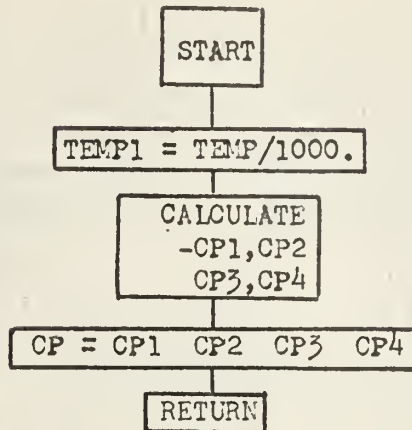 START
TEMP1 = TEMP/1000.
CALCULATE
-CP1,CP2
CP3,CP4
CP = CP1 CP2 CP3 CP4
RETURN